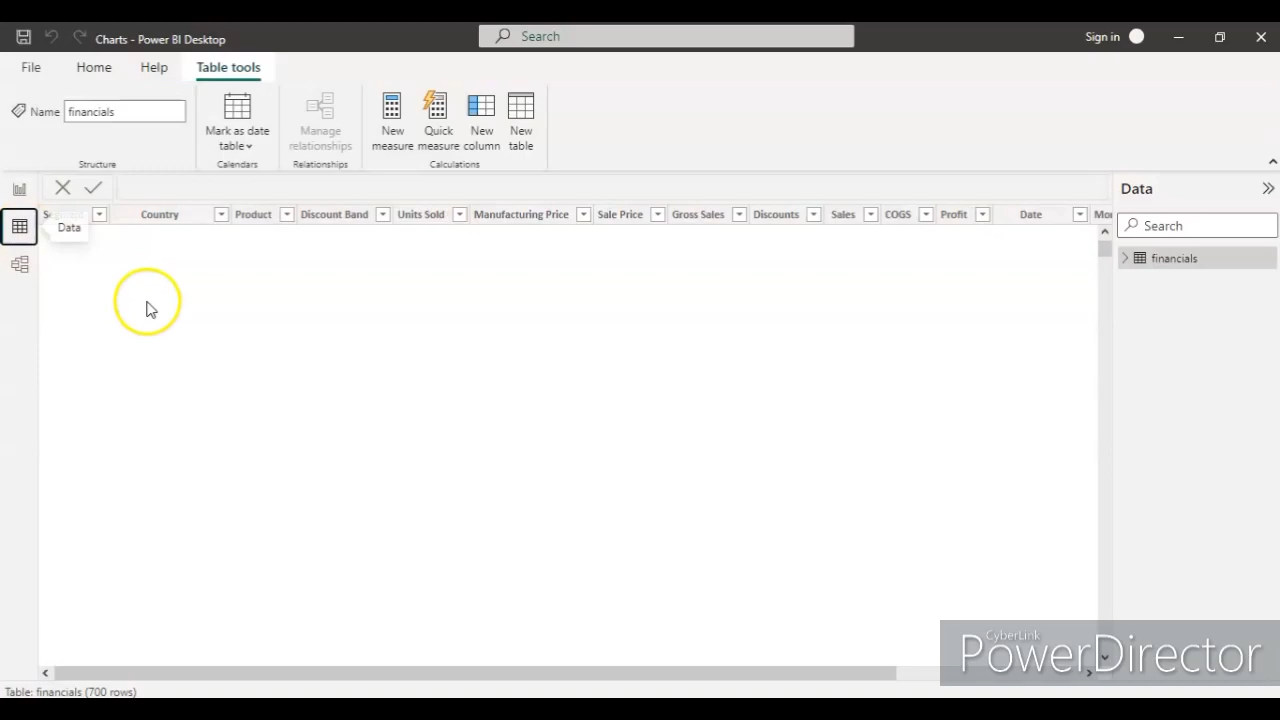 Charts - Power BI Desktop
Search
Sign in
File
Home
Help
Table tools
Name
financials
Mark as date
table
Manage
relationships
New
measure
Quick
measure
New
column
New
table
Structure
Calendars
Relationships
Calculations
Country
Product
Discount Band
Units Sold
Manufacturing Price
Sale Price
Gross Sales
Discounts
Sales
COGS
Profit
Date
Data
Data
Search
financials
CyberLink
PowerDirector
Table: financials (700 rows)